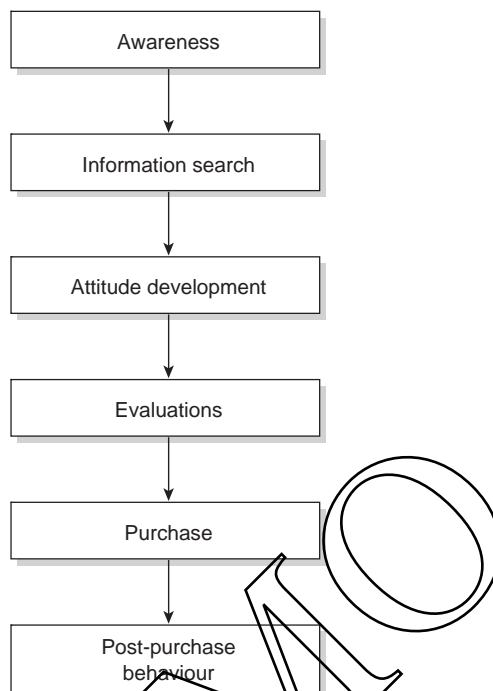 Awareness
Information search
Attitude development
Evaluations
Purchase
Post-purchase
behaviour